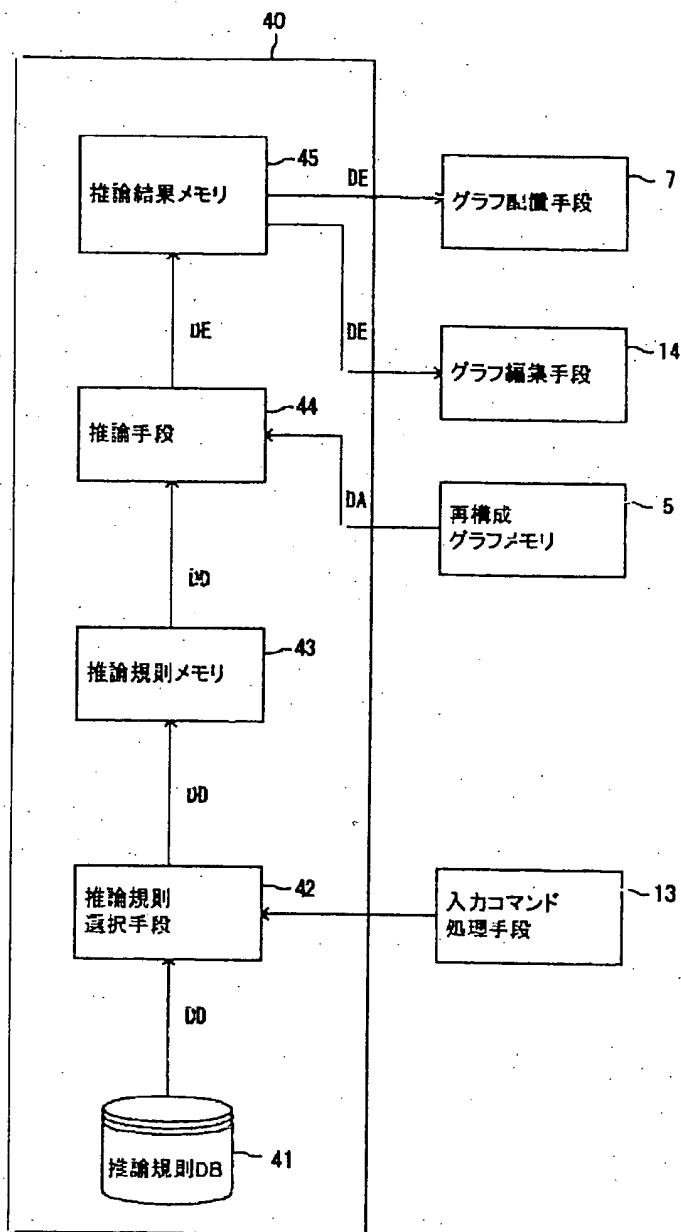 40
45
推論結果メモリ
DE
グラフ配置手段
7
DE
DE
グラフ編集手段
14
44
推論手段
DA
再構成
グラフメモリ
5
DD
43
推論規則メモリ
DD
推論規則
選択手段
42
入力コマンド
処理手段
13
DD
推論規則DB
41